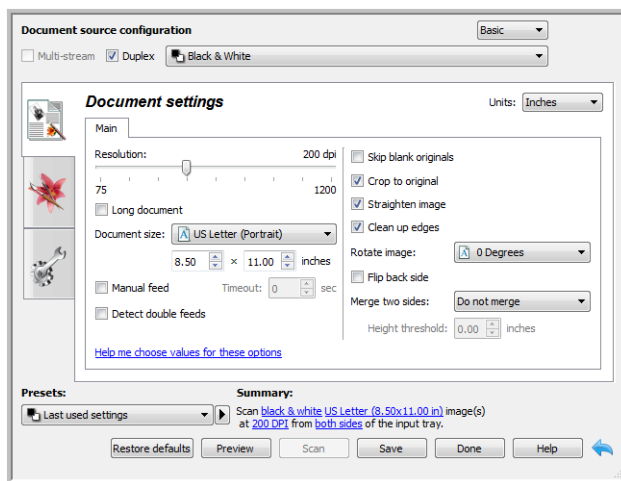 Document source configuration
Basic
Multi-stream
Duplex
Black & White
Document settings
Units: Inches
Main
Resolution: 200 dpi
75 1200
Long document
Document size: US Letter (Portrait)
8.50 × 11.00 inches
Manual feed Timeout: 0 sec
Detect double feeds
Help me choose values for these options
Skip blank originals
Crop to original
Straighten image
Clean up edges
Rotate image: 0 Degrees
Flip back side
Merge two sides: Do not merge
Height threshold: 0.00 inches
Presets:
Last used settings
Summary:
Scan black & white US Letter (8.50x11.00 in) image(s)
at 200 DPI from both sides of the input tray.
Restore defaults Preview Scan Save Done Help